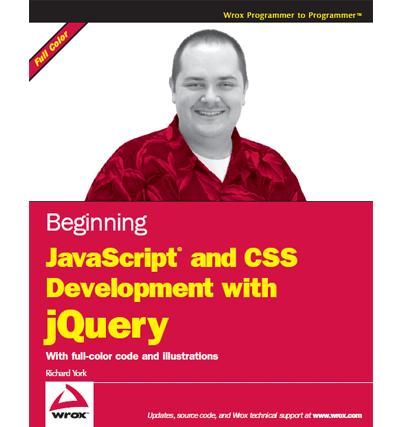 Wrox Programmer to Programmer™
Full Color
Beginning
JavaScript® and CSS
Development with
jQuery
With full-color code and illustrations
Richard York
wrox™
Updates, source code, and Wrox technical support at www.wrox.com